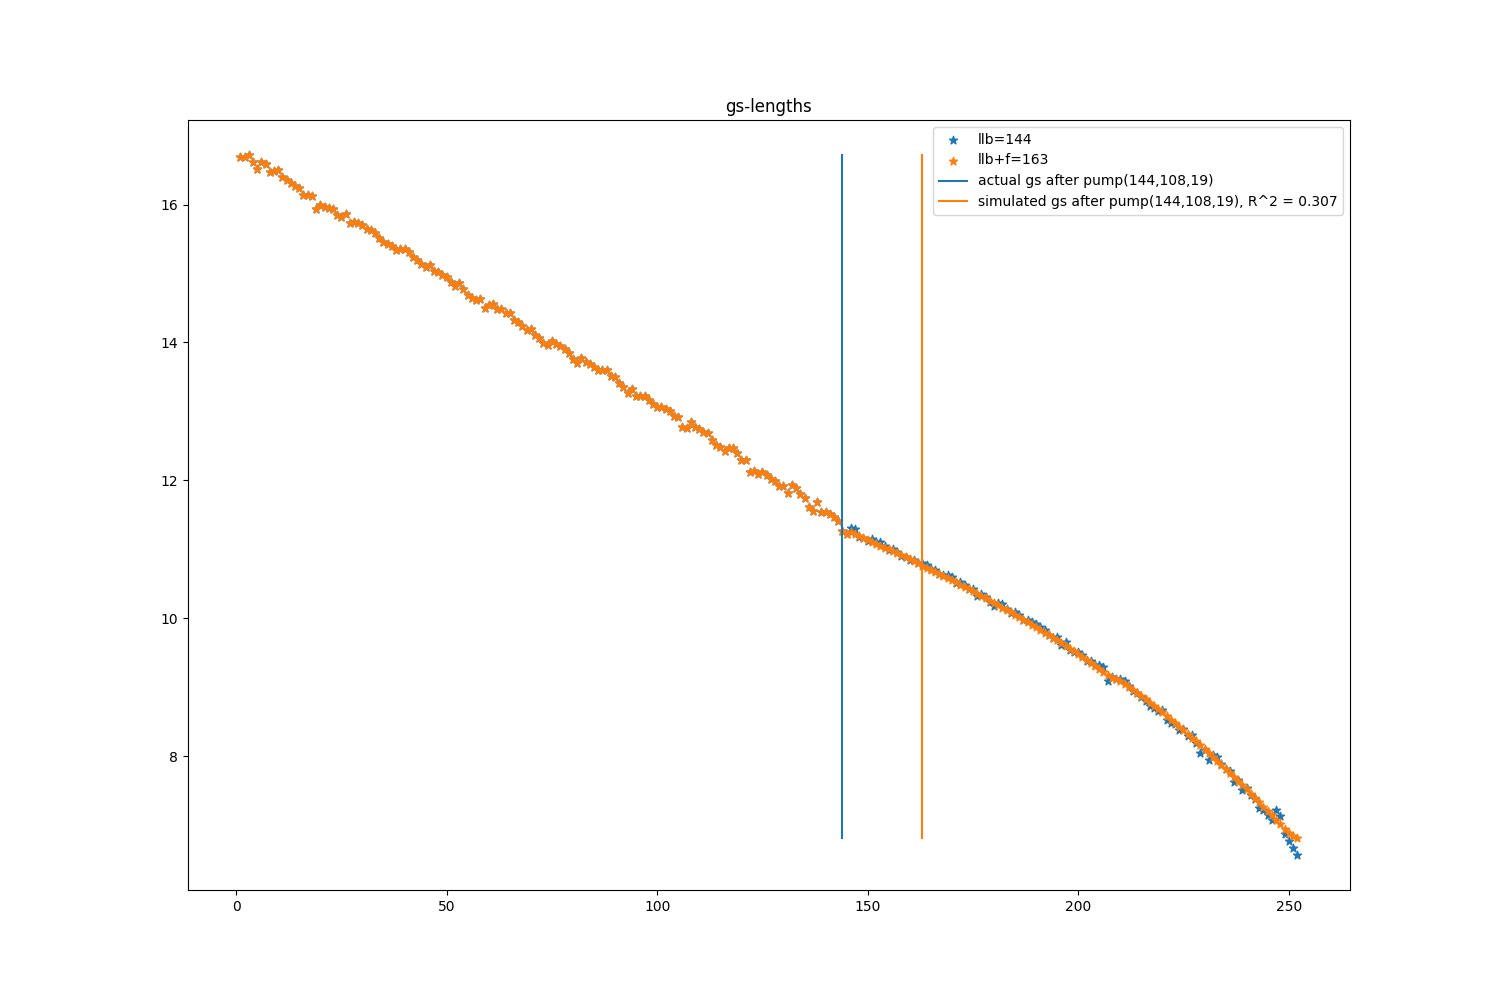 gs-lengths
llb=144
llb+f=163
actual gs after pump(144,108,19)
simulated gs after pump(144,108,19), R^2 = 0.307
16
14
12
10
8
0 50 100 150 200 250